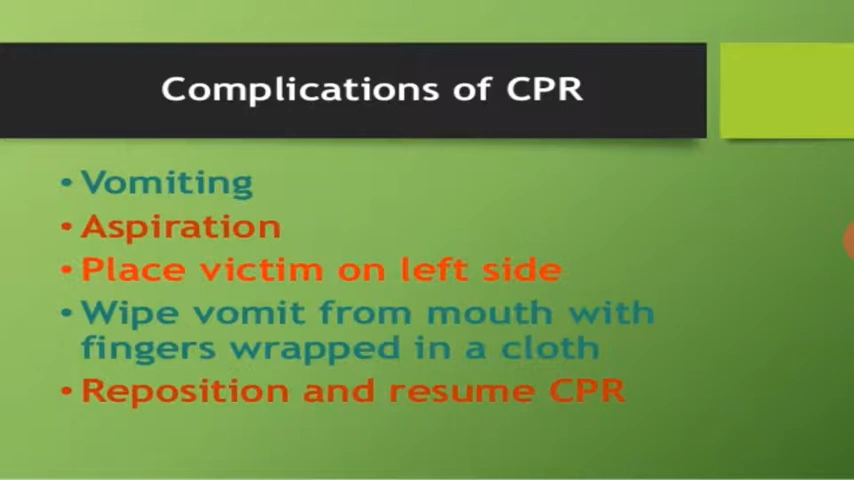 Complications of CPR
• Vomiting
• Aspiration
• Place victim on left side
• Wipe vomit from mouth with
fingers wrapped in a cloth
• Reposition and resume CPR